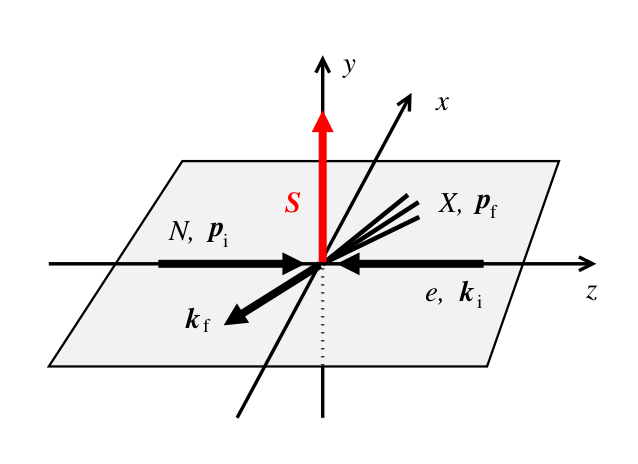 y
x
S
X, p_f
N, p_i
e, k_i
z
k_f